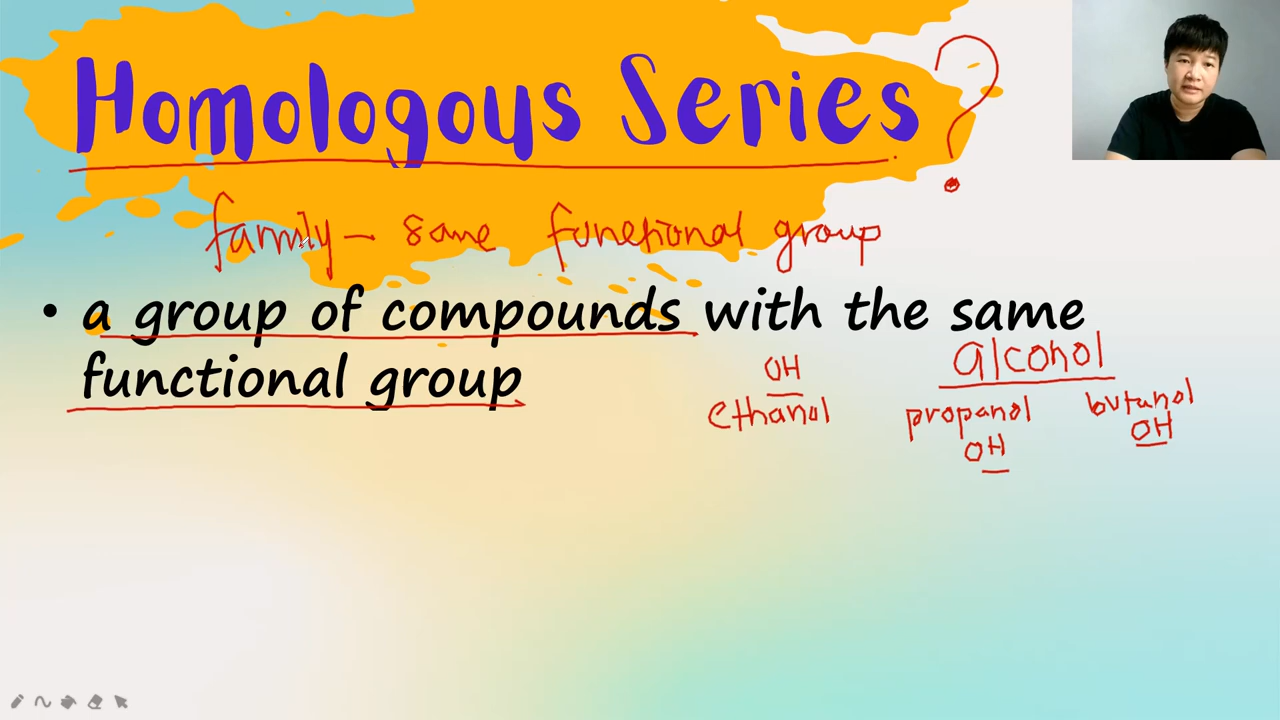 Homologous Series ?
family - same functional group
• a group of compounds with the same
functional group
alcohol
OH
ethanol
propanol
OH
butanol
OH